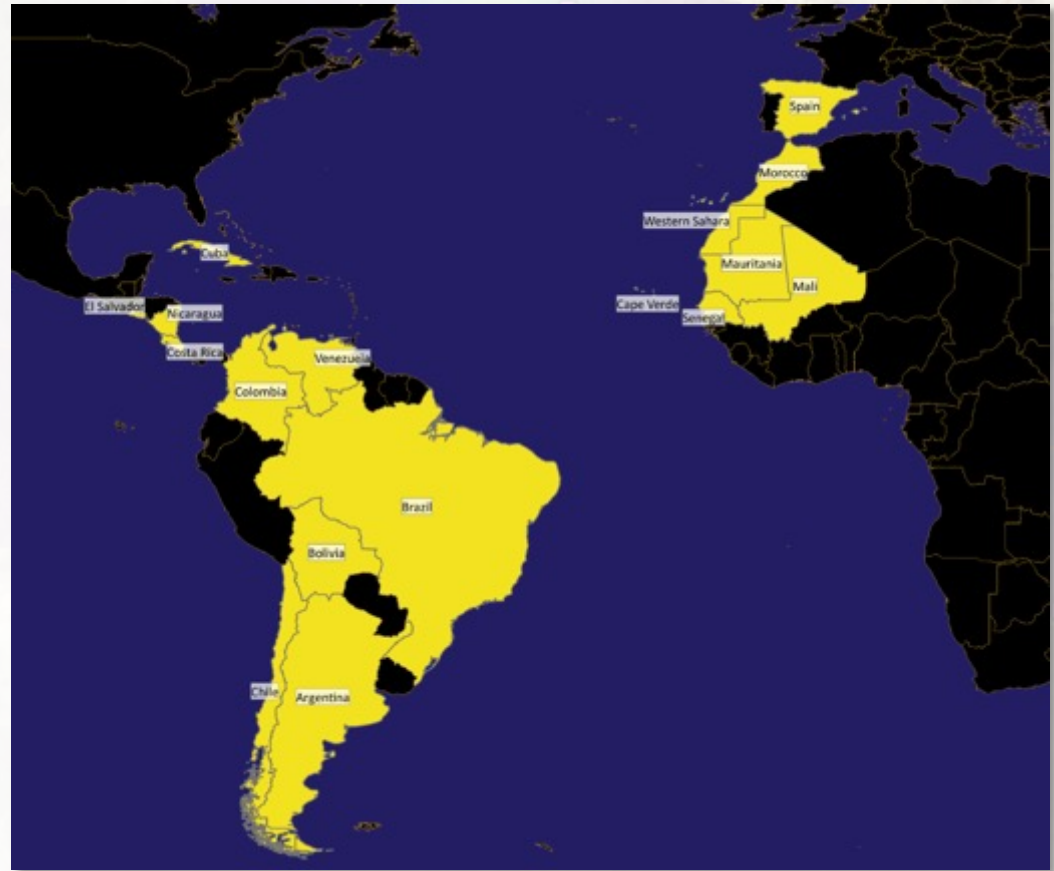 Spain
Morocco
Western Sahara
Cuba
Mauritania
Mali
El Salvador
Cape Verde
Nicaragua
Senegal
Costa Rica
Venezuela
Colombia
Brazil
Bolivia
Chile
Argentina